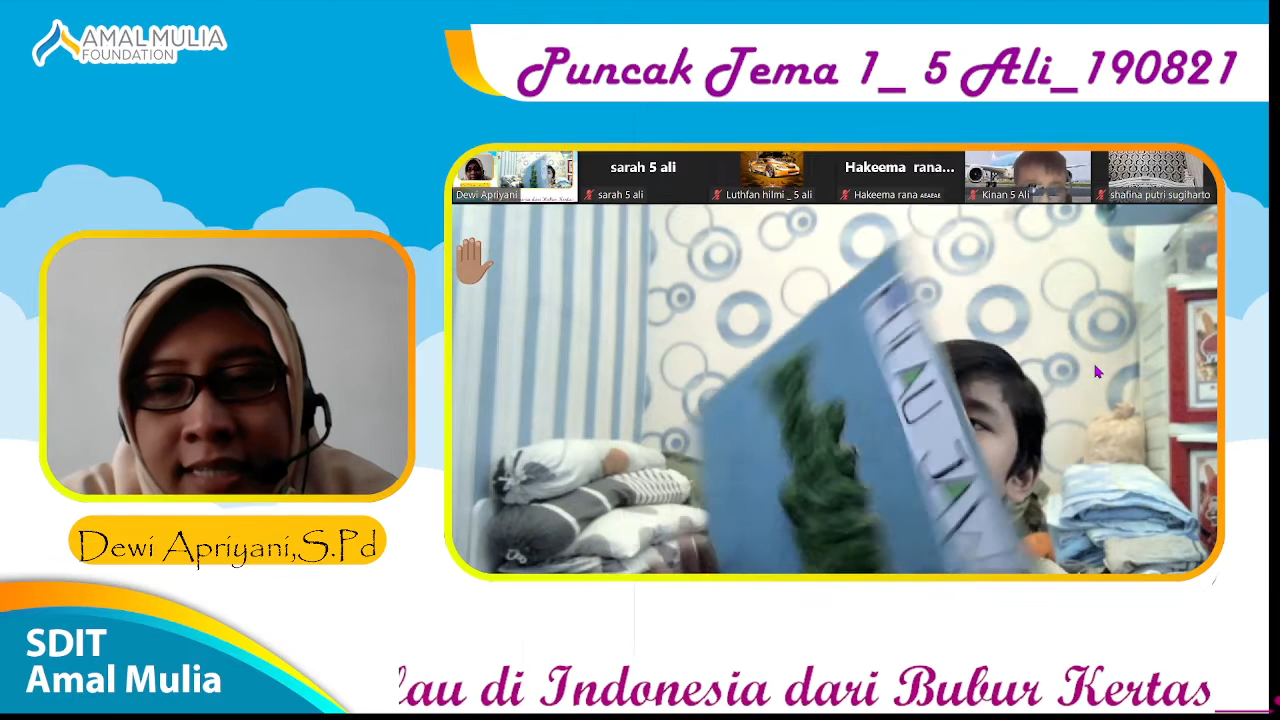 AMAL MULIA
FOUNDATION
Puncak Tema 1_ 5 Ali_190821
sarah 5 ali
Hakeema rana...
Dewi Apriyani
sarah 5 ali
Luthfan hilmi _ 5 ali
Hakeema rana
Kinan 5 Ali
shafina putri sugiharto
Dewi Apriyani,S.Pd
SDIT
Amal Mulia
lau di Indonesia dari Bubur Kertas